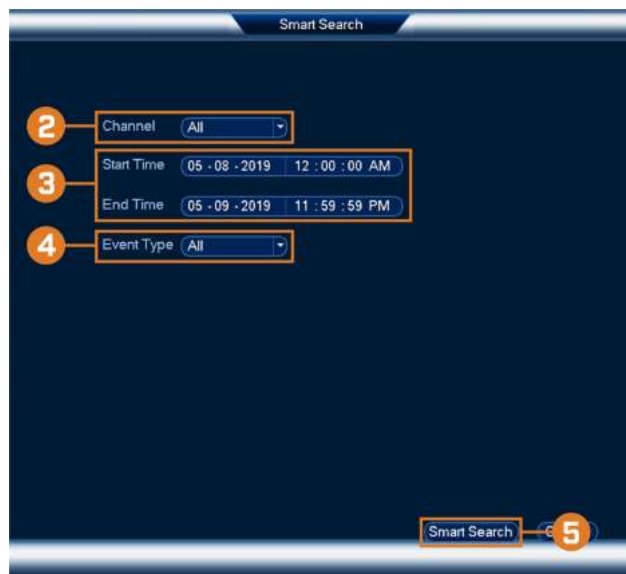 Smart Search
2 Channel All
Start Time 05 - 08 - 2019 12 : 00 : 00 AM
3
End Time 05 - 09 - 2019 11 : 59 : 59 PM
4 Event Type All
Smart Search 5